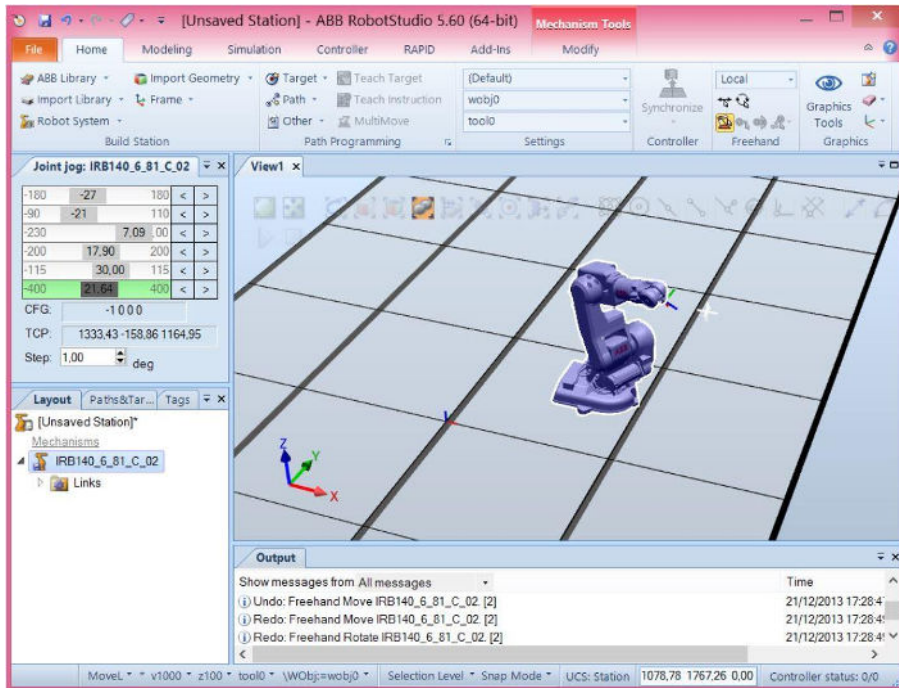 [Unsaved Station] - ABB RobotStudio 5.60 (64-bit)
Mechanism Tools
File Home Modeling Simulation Controller RAPID Add-Ins Modify
ABB Library Import Geometry Target Teach Target (Default) Local
Import Library Frame Path Teach Instruction wobj0 Synchronize Graphics
Robot System Other MultiMove tool0 Tools
Build Station Path Programming Settings Controller Freehand Graphics
Joint jog: IRB140_6_81_C_02 View1
-180 -27 180 < >
-90 -21 110 < >
-230 7,09 ,00 < >
-200 17,90 200 < >
-115 30,00 115 < >
-400 21,64 400 < >
CFG: -1 0 0 0
TCP: 1333,43 -158,86 1164,95
Step: 1,00 deg
Layout Paths&Tar... Tags
[Unsaved Station]*
Mechanisms
IRB140_6_81_C_02
Links
Z
Y
X
ABB
Output
Show messages from All messages Time
Undo: Freehand Move IRB140_6_81_C_02. [2] 21/12/2013 17:28:4
Redo: Freehand Move IRB140_6_81_C_02. [2] 21/12/2013 17:28:4
Redo: Freehand Rotate IRB140_6_81_C_02. [2] 21/12/2013 17:28:4
MoveL * v1000 z100 tool0 \WObj:=wobj0 Selection Level Snap Mode UCS: Station 1078,78 1767,26 0,00 Controller status: 0/0